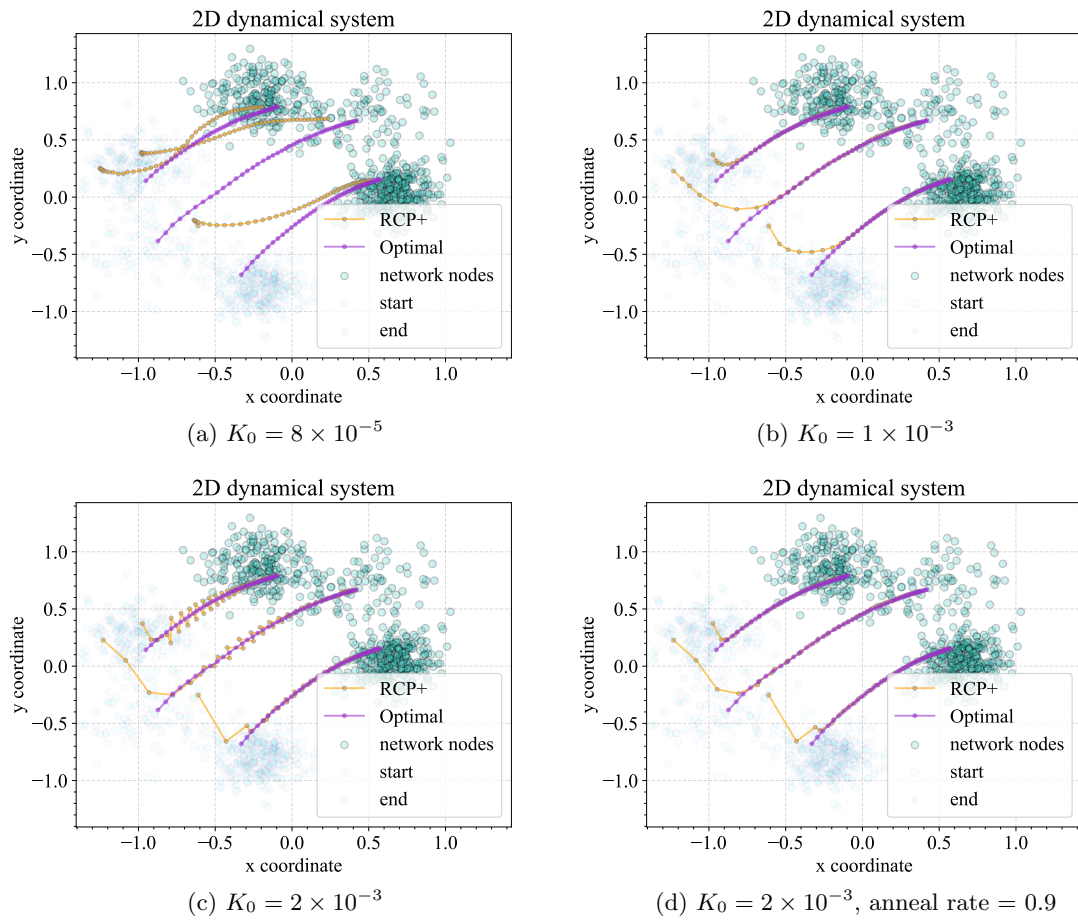 2D dynamical system
1.0
0.5
0.0
−0.5
−1.0
y coordinate
RCP+
Optimal
network nodes
start
end
−1.0 −0.5 0.0 0.5 1.0
x coordinate
(a) K₀ = 8 × 10⁻⁵
2D dynamical system
1.0
0.5
0.0
−0.5
−1.0
y coordinate
RCP+
Optimal
network nodes
start
end
−1.0 −0.5 0.0 0.5 1.0
x coordinate
(b) K₀ = 1 × 10⁻³
2D dynamical system
1.0
0.5
0.0
−0.5
−1.0
y coordinate
RCP+
Optimal
network nodes
start
end
−1.0 −0.5 0.0 0.5 1.0
x coordinate
(c) K₀ = 2 × 10⁻³
2D dynamical system
1.0
0.5
0.0
−0.5
−1.0
y coordinate
RCP+
Optimal
network nodes
start
end
−1.0 −0.5 0.0 0.5 1.0
x coordinate
(d) K₀ = 2 × 10⁻³, anneal rate = 0.9